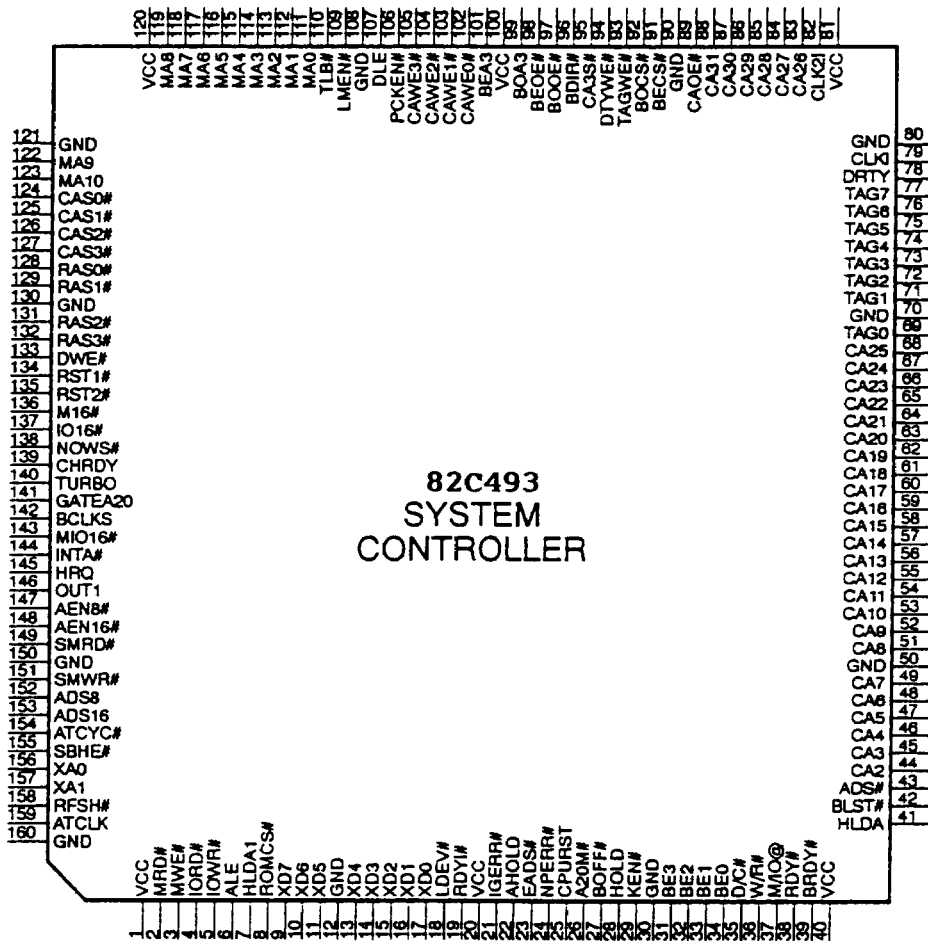 120 119 118 117 116 115 114 113 112 111 110 109 108 107 106 105 104 103 102 101 100 99 98 97 96 95 94 93 92 91 90 89 88 87 86 85 84 83 82 81
VCC MA8 MA7 MA6 MA5 MA4 MA3 MA2 MA1 MA0 TLB# LMEN# GND DLE PCKEN# CAWE3# CAWE2# CAWE1# CAWE0# BEA3 VCC BOA3 BEOE# BOOE# BDIR# CA3S# DTYWE# TAGWE# BOCS# BECS# GND CAOE# CA31 CA30 CA29 CA28 CA27 CA26 CLK2I VCC
121 GND
122 MA9
123 MA10
124 CAS0#
125 CAS1#
126 CAS2#
127 CAS3#
128 RAS0#
129 RAS1#
130 GND
131 RAS2#
132 RAS3#
133 DWE#
134 RST1#
135 RST2#
136 M16#
137 IO16#
138 NOWS#
139 CHRDY
140 TURBO
141 GATEA20
142 BCLKS
143 MIO16#
144 INTA#
145 HRQ
146 OUT1
147 AEN8#
148 AEN16#
149 SMRD#
150 GND
151 SMWR#
152 ADS8
153 ADS16
154 ATCYC#
155 SBHE#
156 XA0
157 XA1
158 RFSH#
159 ATCLK
160 GND
82C493
SYSTEM
CONTROLLER
GND 80
CLKI 79
DRTY 78
TAG7 77
TAG6 76
TAG5 75
TAG4 74
TAG3 73
TAG2 72
TAG1 71
GND 70
TAG0 69
CA25 68
CA24 67
CA23 66
CA22 65
CA21 64
CA20 63
CA19 62
CA18 61
CA17 60
CA16 59
CA15 58
CA14 57
CA13 56
CA12 55
CA11 54
CA10 53
CA9 52
CA8 51
GND 50
CA7 49
CA6 48
CA5 47
CA4 46
CA3 45
CA2 44
ADS# 43
BLST# 42
HLDA 41
VCC MRD# MWE# IORD# IOWR# ALE HLDA1 ROMCS# XD7 XD6 XD5 GND XD4 XD3 XD2 XD1 XD0 LDEV# RDYI# VCC IGERR# AHOLD EADS# NPERR# CPURST A20M# BOFF# HOLD KEN# GND BE3 BE2 BE1 BE0 D/C# W/R# M/IO@ RDY# BRDY# VCC
1 2 3 4 5 6 7 8 9 10 11 12 13 14 15 16 17 18 19 20 21 22 23 24 25 26 27 28 29 30 31 32 33 34 35 36 37 38 39 40